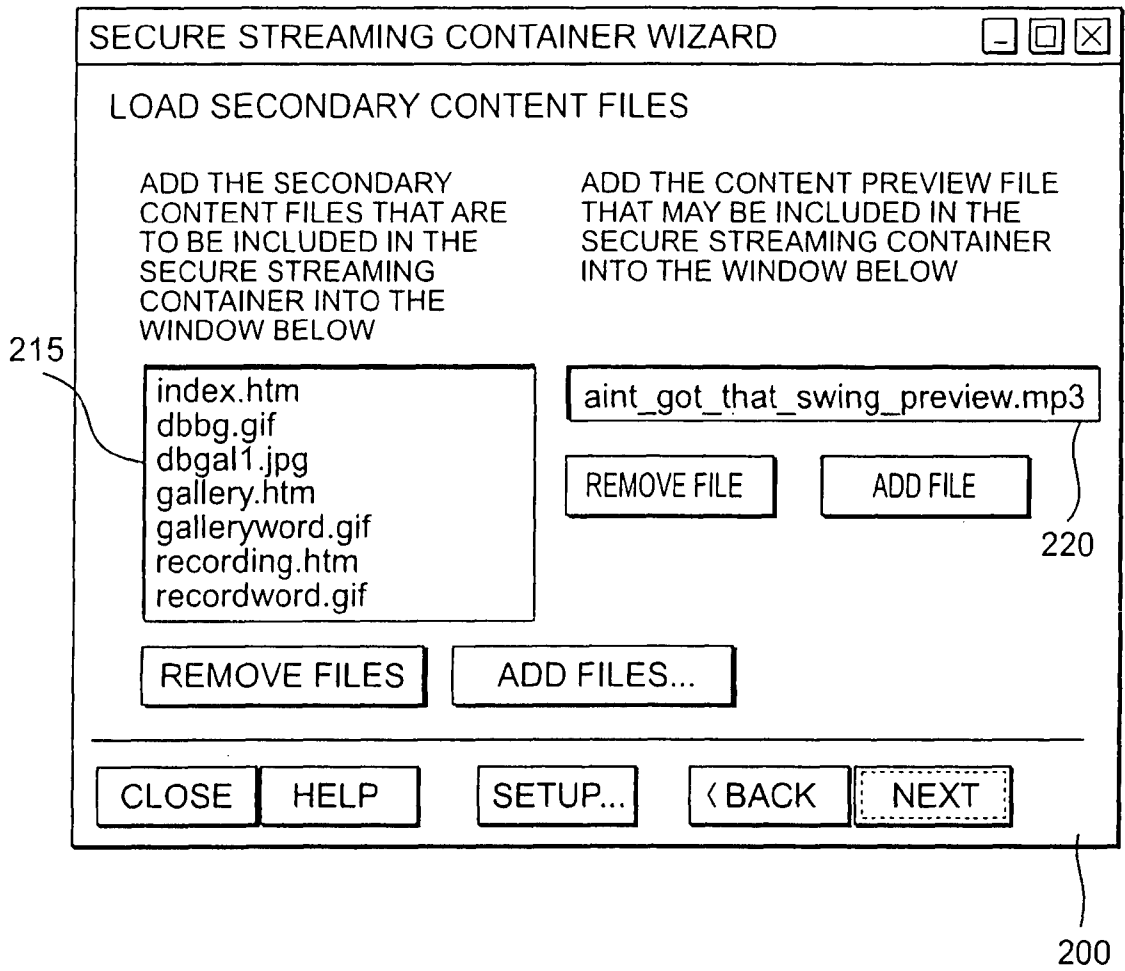 SECURE STREAMING CONTAINER WIZARD
LOAD SECONDARY CONTENT FILES
ADD THE SECONDARY
CONTENT FILES THAT ARE
TO BE INCLUDED IN THE
SECURE STREAMING
CONTAINER INTO THE
WINDOW BELOW
ADD THE CONTENT PREVIEW FILE
THAT MAY BE INCLUDED IN THE
SECURE STREAMING CONTAINER
INTO THE WINDOW BELOW
215
index.htm
dbbg.gif
dbgal1.jpg
gallery.htm
galleryword.gif
recording.htm
recordword.gif
aint_got_that_swing_preview.mp3
REMOVE FILE
ADD FILE
220
REMOVE FILES
ADD FILES...
CLOSE
HELP
SETUP...
〈 BACK
NEXT
200